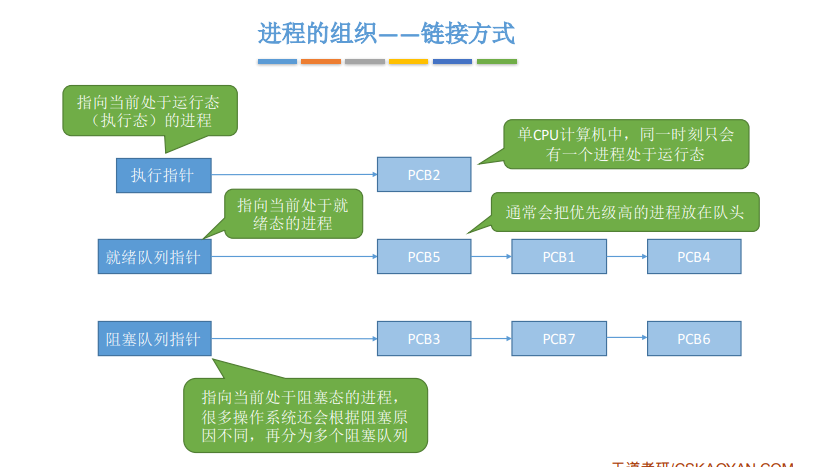 进程的组织——链接方式
指向当前处于运行态
（执行态）的进程
单CPU计算机中，同一时刻只会
有一个进程处于运行态
执行指针
PCB2
指向当前处于就
绪态的进程
通常会把优先级高的进程放在队头
就绪队列指针
PCB5
PCB1
PCB4
阻塞队列指针
PCB3
PCB7
PCB6
指向当前处于阻塞态的进程，
很多操作系统还会根据阻塞原
因不同，再分为多个阻塞队列
王道考研/CSKAOYAN.COM